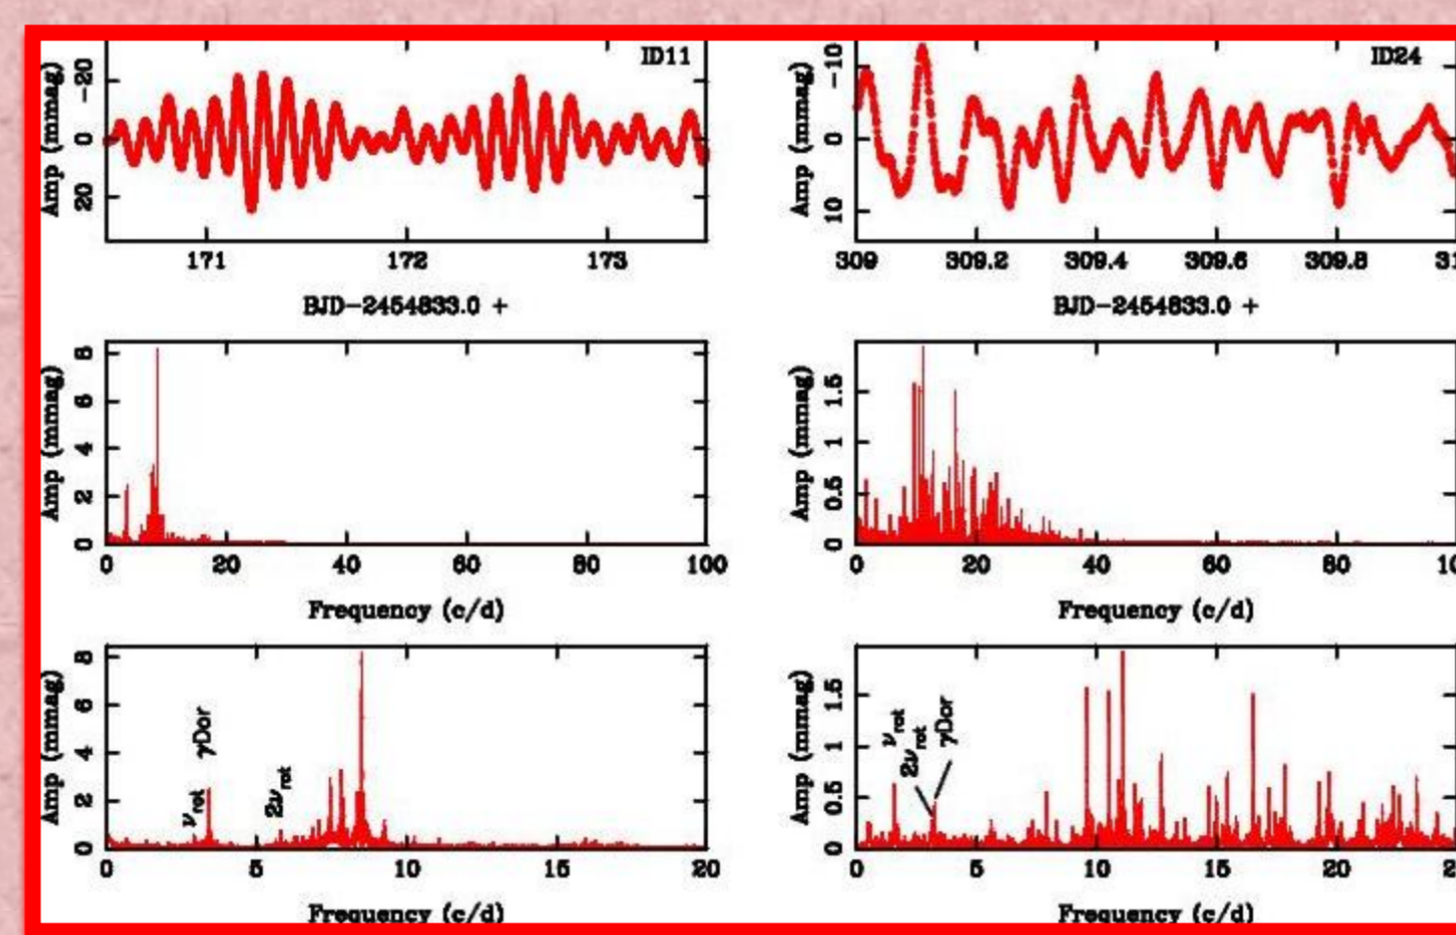 ID11
Amp (mmag)
-20
0
20
171 172 173
BJD-2454833.0 +
ID24
Amp (mmag)
-10
0
10
309 309.2 309.4 309.6 309.8
BJD-2454833.0 +
Amp (mmag)
8
6
4
2
0
0 20 40 60 80 100
Frequency (c/d)
Amp (mmag)
1.5
1
0.5
0
0 20 40 60 80
Frequency (c/d)
Amp (mmag)
8
6
4
2
0
νrot
γDor
2νrot
0 5 10 15 20
Frequency (c/d)
Amp (mmag)
1.5
1
0.5
0
νrot
2νrot
γDor
0 5 10 15 20
Frequency (c/d)